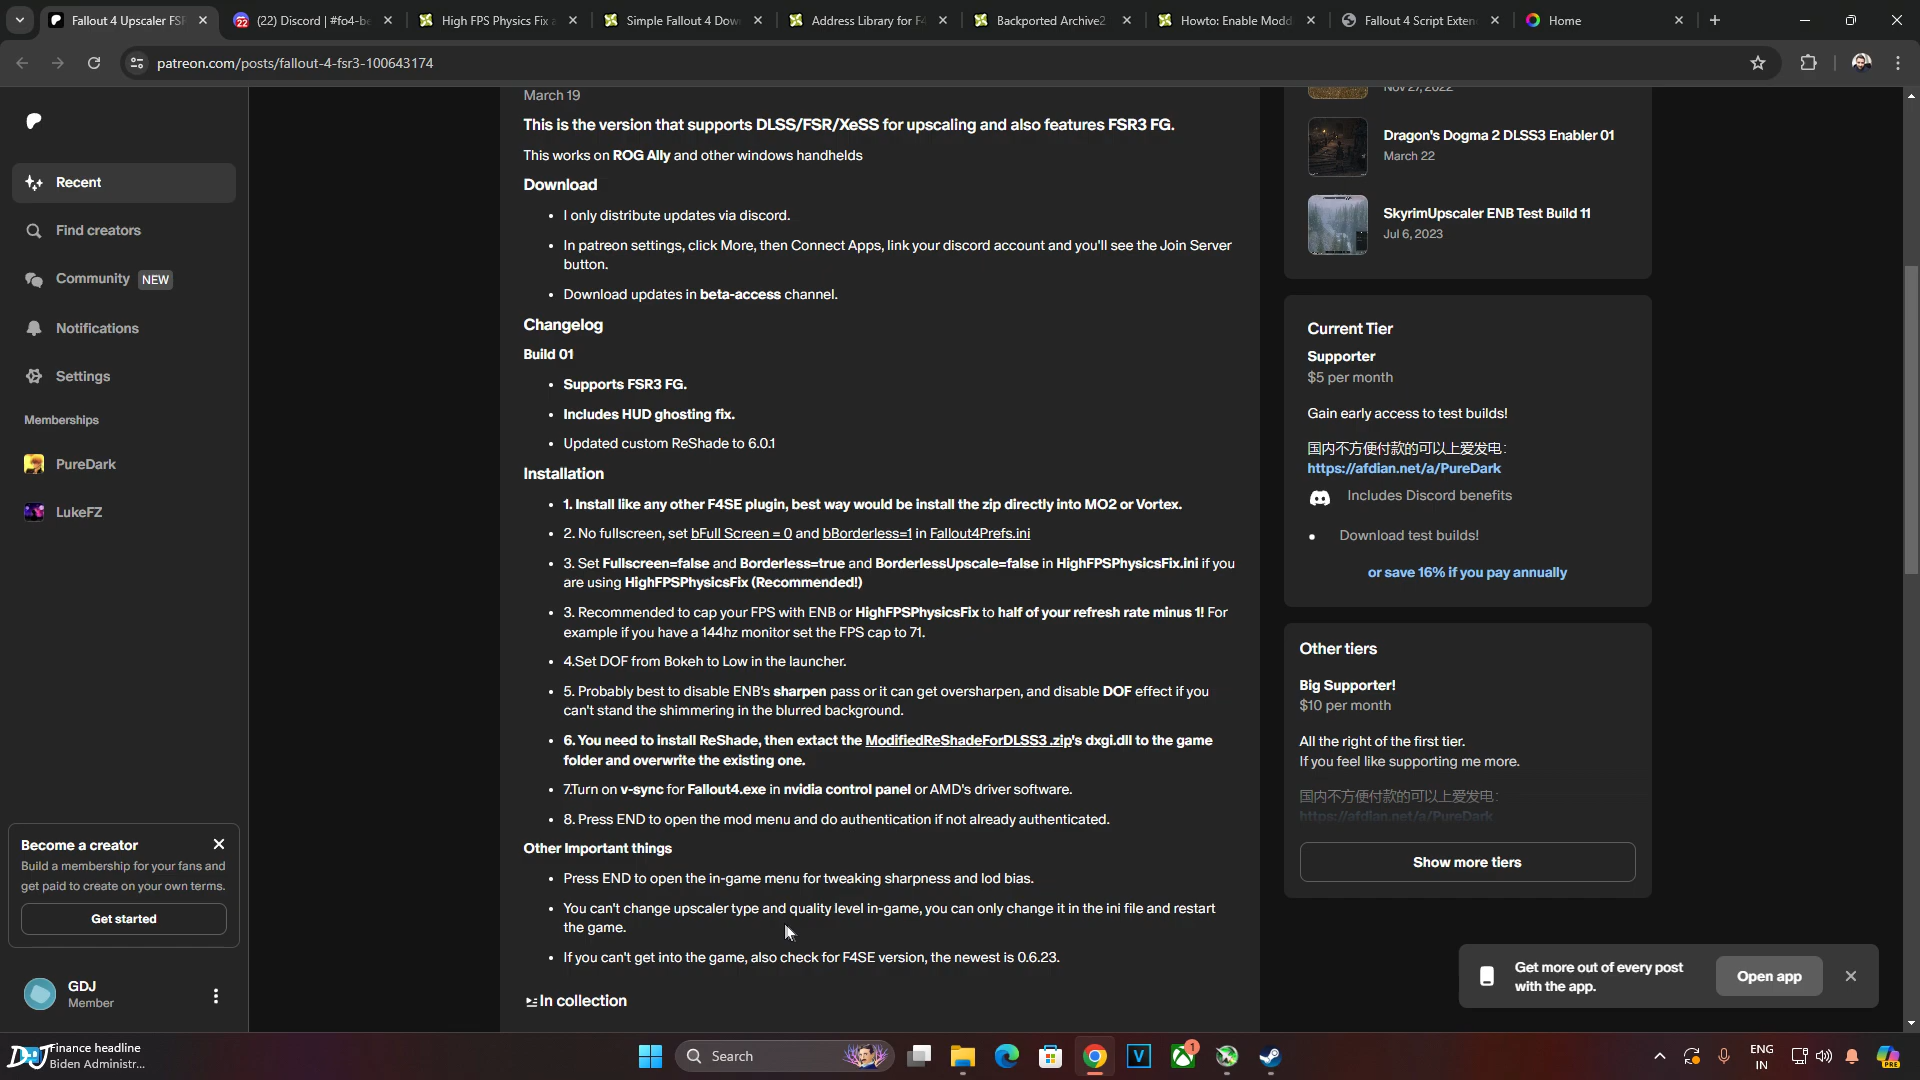 Fallout 4 Upscaler FSR
(22) Discord | #fo4-be
High FPS Physics Fix a
Simple Fallout 4 Dow
Address Library for F4
Backported Archive2
Howto: Enable Modd
Fallout 4 Script Exten
Home
patreon.com/posts/fallout-4-fsr3-100643174
Recent
Find creators
Community NEW
Notifications
Settings
Memberships
PureDark
LukeFZ
Become a creator
Build a membership for your fans and
get paid to create on your own terms.
Get started
GDJ
Member
March 19
This is the version that supports DLSS/FSR/XeSS for upscaling and also features FSR3 FG.
This works on ROG Ally and other windows handhelds
Download
• I only distribute updates via discord.
• In patreon settings, click More, then Connect Apps, link your discord account and you'll see the Join Server
button.
• Download updates in beta-access channel.
Changelog
Build 01
• Supports FSR3 FG.
• Includes HUD ghosting fix.
• Updated custom ReShade to 6.0.1
Installation
• 1. Install like any other F4SE plugin, best way would be install the zip directly into MO2 or Vortex.
• 2. No fullscreen, set bFull Screen = 0 and bBorderless=1 in Fallout4Prefs.ini
• 3. Set Fullscreen=false and Borderless=true and BorderlessUpscale=false in HighFPSPhysicsFix.ini if you
are using HighFPSPhysicsFix (Recommended!)
• 3. Recommended to cap your FPS with ENB or HighFPSPhysicsFix to half of your refresh rate minus 1! For
example if you have a 144hz monitor set the FPS cap to 71.
• 4.Set DOF from Bokeh to Low in the launcher.
• 5. Probably best to disable ENB's sharpen pass or it can get oversharpen, and disable DOF effect if you
can't stand the shimmering in the blurred background.
• 6. You need to install ReShade, then extact the ModifiedReShadeForDLSS3 .zip's dxgi.dll to the game
folder and overwrite the existing one.
• 7.Turn on v-sync for Fallout4.exe in nvidia control panel or AMD's driver software.
• 8. Press END to open the mod menu and do authentication if not already authenticated.
Other Important things
• Press END to open the in-game menu for tweaking sharpness and lod bias.
• You can't change upscaler type and quality level in-game, you can only change it in the ini file and restart
the game.
• If you can't get into the game, also check for F4SE version, the newest is 0.6.23.
In collection
Nov 27, 2022
Dragon's Dogma 2 DLSS3 Enabler 01
March 22
SkyrimUpscaler ENB Test Build 11
Jul 6, 2023
Current Tier
Supporter
$5 per month
Gain early access to test builds!
国内不方便付款的可以上爱发电:
https://afdian.net/a/PureDark
Includes Discord benefits
• Download test builds!
or save 16% if you pay annually
Other tiers
Big Supporter!
$10 per month
All the right of the first tier.
If you feel like supporting me more.
国内不方便付款的可以上爱发电:
https://afdian.net/a/PureDark
Show more tiers
Get more out of every post
with the app.
Open app
Finance headline
Biden Administr...
Search
1
ENG
IN
PRE